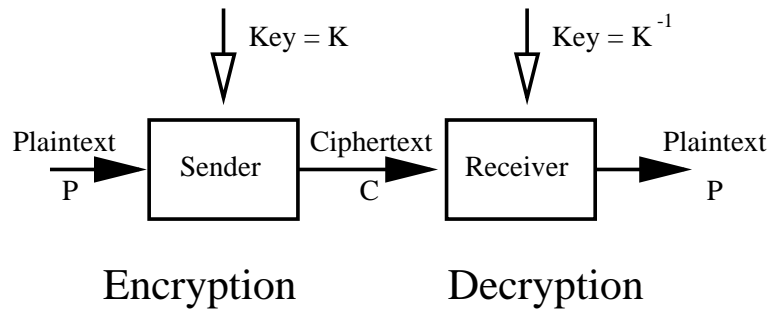 Key = K
Key = K^-1
Plaintext
Ciphertext
Plaintext
Sender
Receiver
P
C
P
Encryption
Decryption